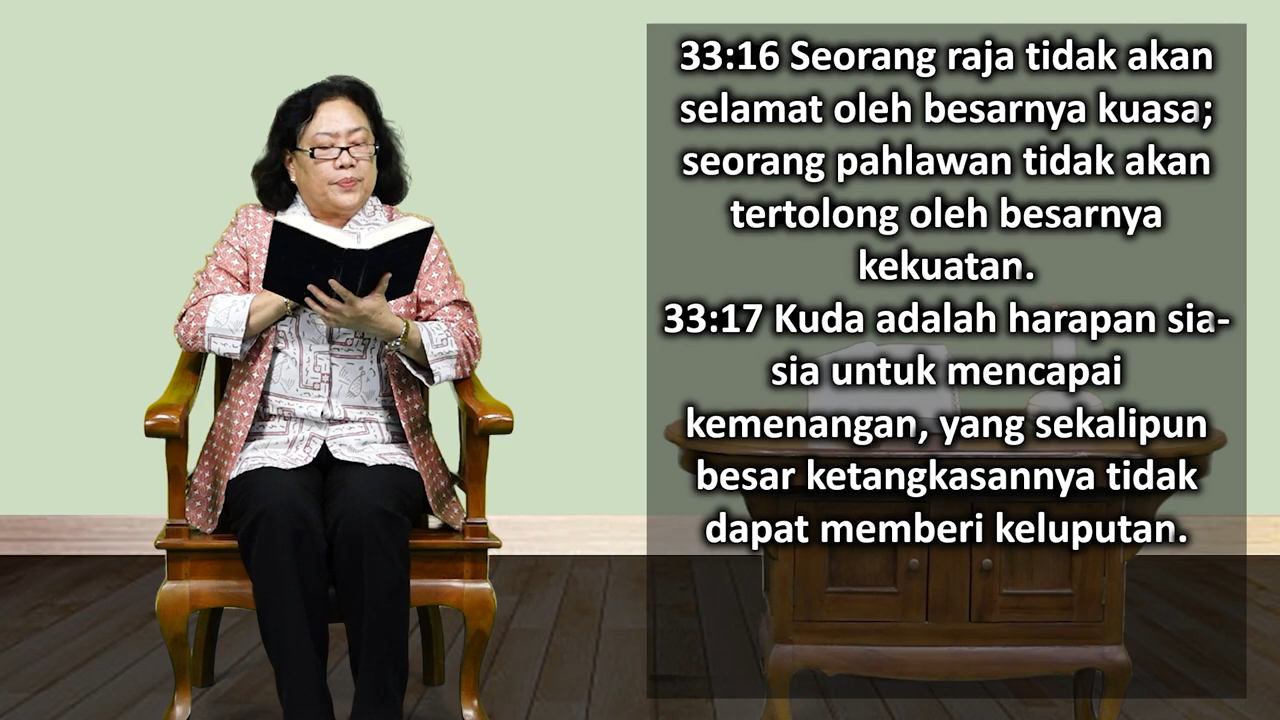 33:16 Seorang raja tidak akan
selamat oleh besarnya kuasa;
seorang pahlawan tidak akan
tertolong oleh besarnya
kekuatan.
33:17 Kuda adalah harapan sia-
sia untuk mencapai
kemenangan, yang sekalipun
besar ketangkasannya tidak
dapat memberi keluputan.